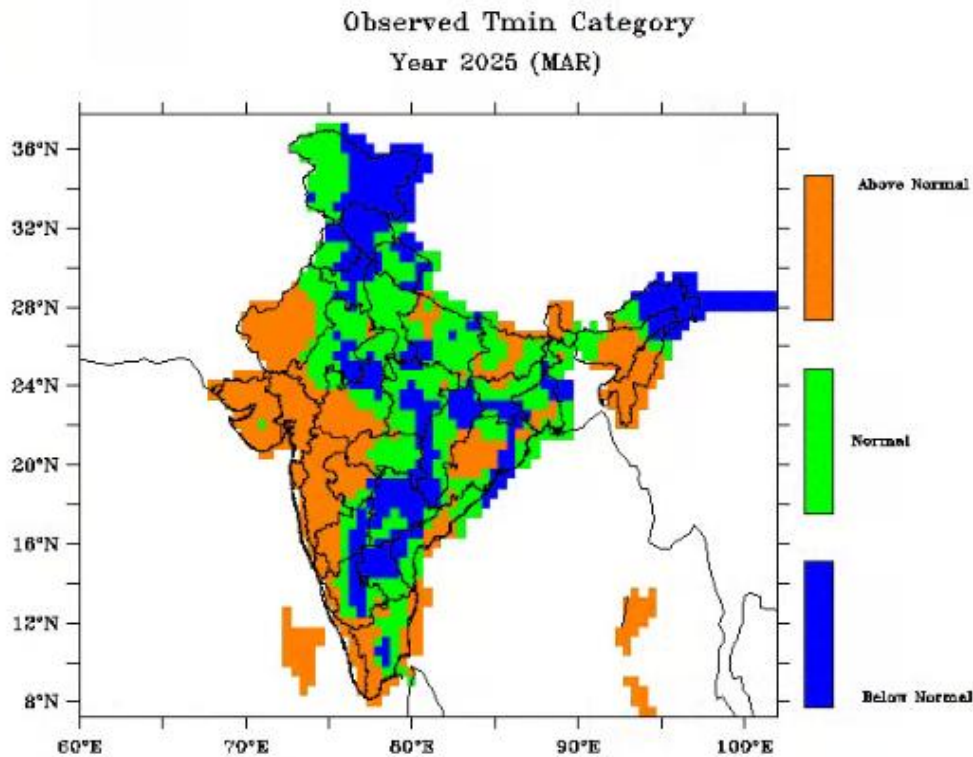 Observed Tmin Category
Year 2025 (MAR)
36°N
32°N
28°N
24°N
20°N
16°N
12°N
8°N
60°E 70°E 80°E 90°E 100°E
Above Normal
Normal
Below Normal